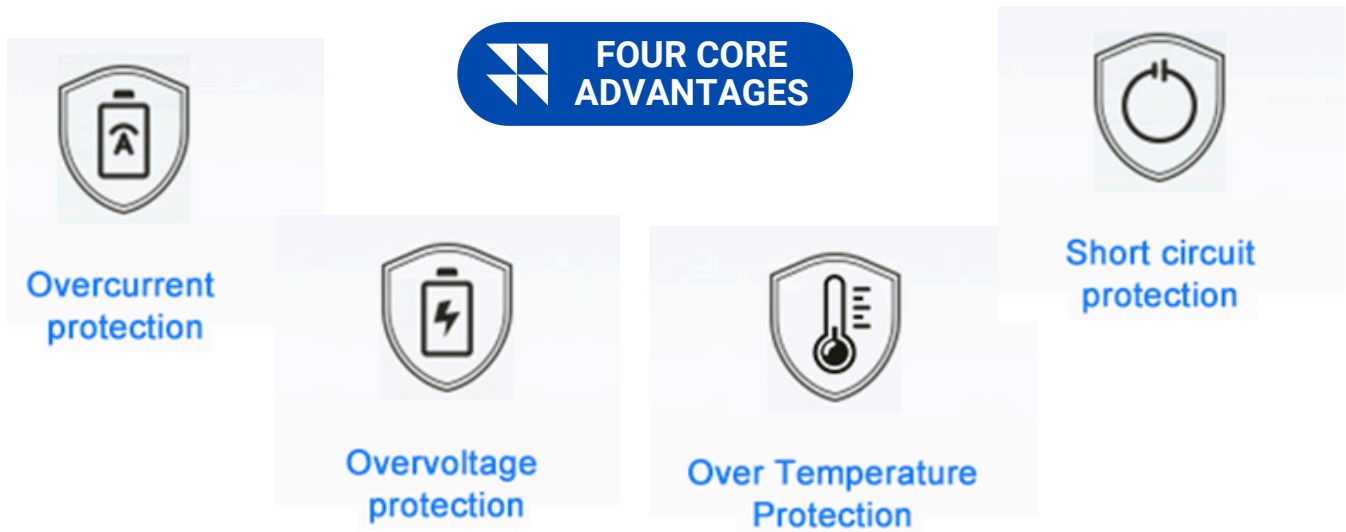 FOUR CORE
ADVANTAGES
A
Overcurrent
protection
Overvoltage
protection
Over Temperature
Protection
Short circuit
protection